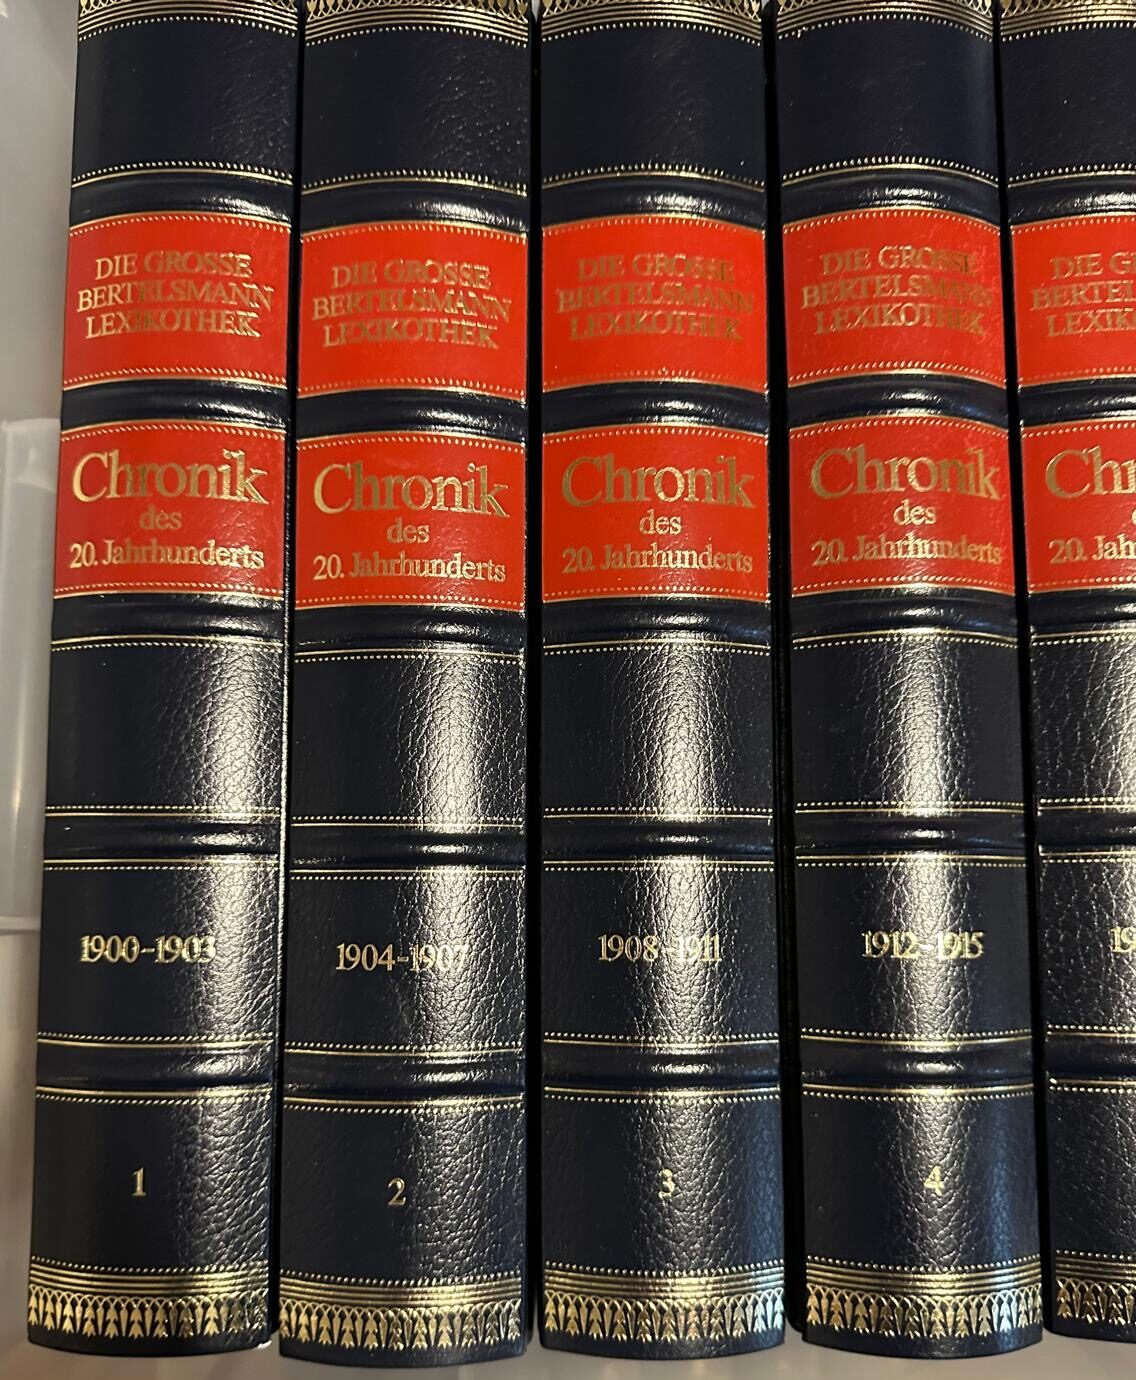 DIE GROSSE
BERTELSMANN
LEXIKOTHEK
Chronik
des
20. Jahrhunderts
1900-1903
1
DIE GROSSE
BERTELSMANN
LEXIKOTHEK
Chronik
des
20. Jahrhunderts
1904-1907
2
DIE GROSSE
BERTELSMANN
LEXIKOTHEK
Chronik
des
20. Jahrhunderts
1908-1911
3
DIE GROSSE
BERTELSMANN
LEXIKOTHEK
Chronik
des
20. Jahrhunderts
1912-1915
4
DIE
20.